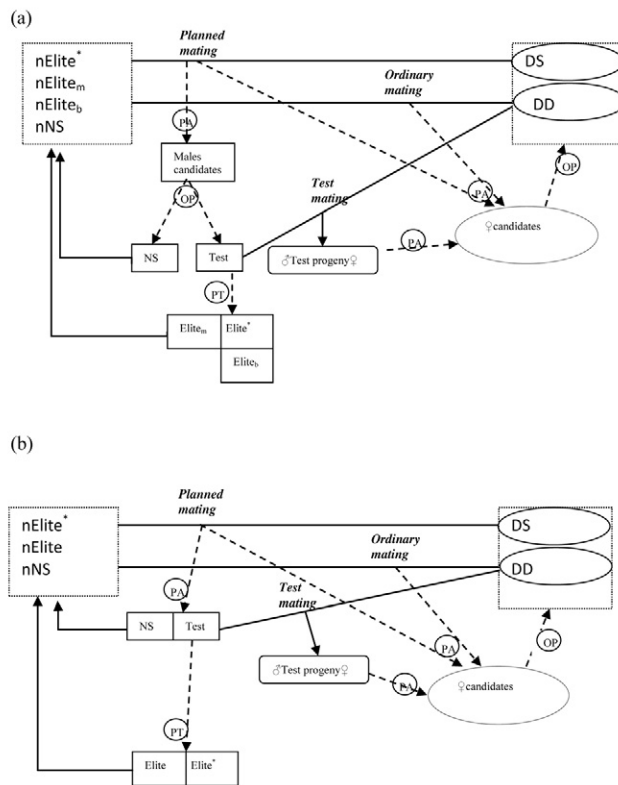 (a)
Planned
mating
nElite*
nEliteₘ
nElite_b
nNS
DS
Ordinary
mating
DD
PA
OP
Males
candidates
PA
OP
Test
mating
♀candidates
NS
Test
♂Test progeny♀
PA
PT
Eliteₘ
Elite*
Elite_b
(b)
Planned
mating
nElite*
nElite
nNS
DS
Ordinary
mating
DD
PA
Test
mating
NS
Test
PA
OP
♂Test progeny♀
♀candidates
PA
PT
Elite
Elite*